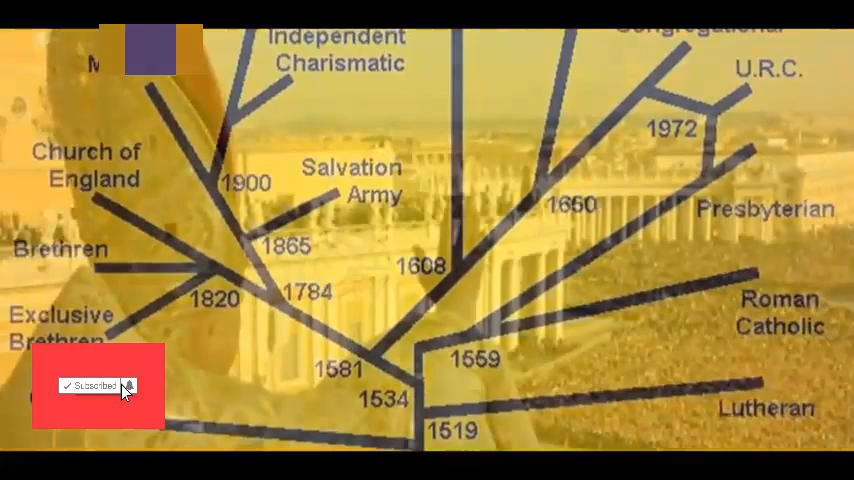 Independent
Charismatic
U.R.C.
1972
Church of
England
Salvation
Army
1900
1650
Presbyterian
Brethren
1865
1608
1820
1784
Roman
Catholic
Exclusive
Brethren
1581
1559
Subscribed
1534
Lutheran
1519